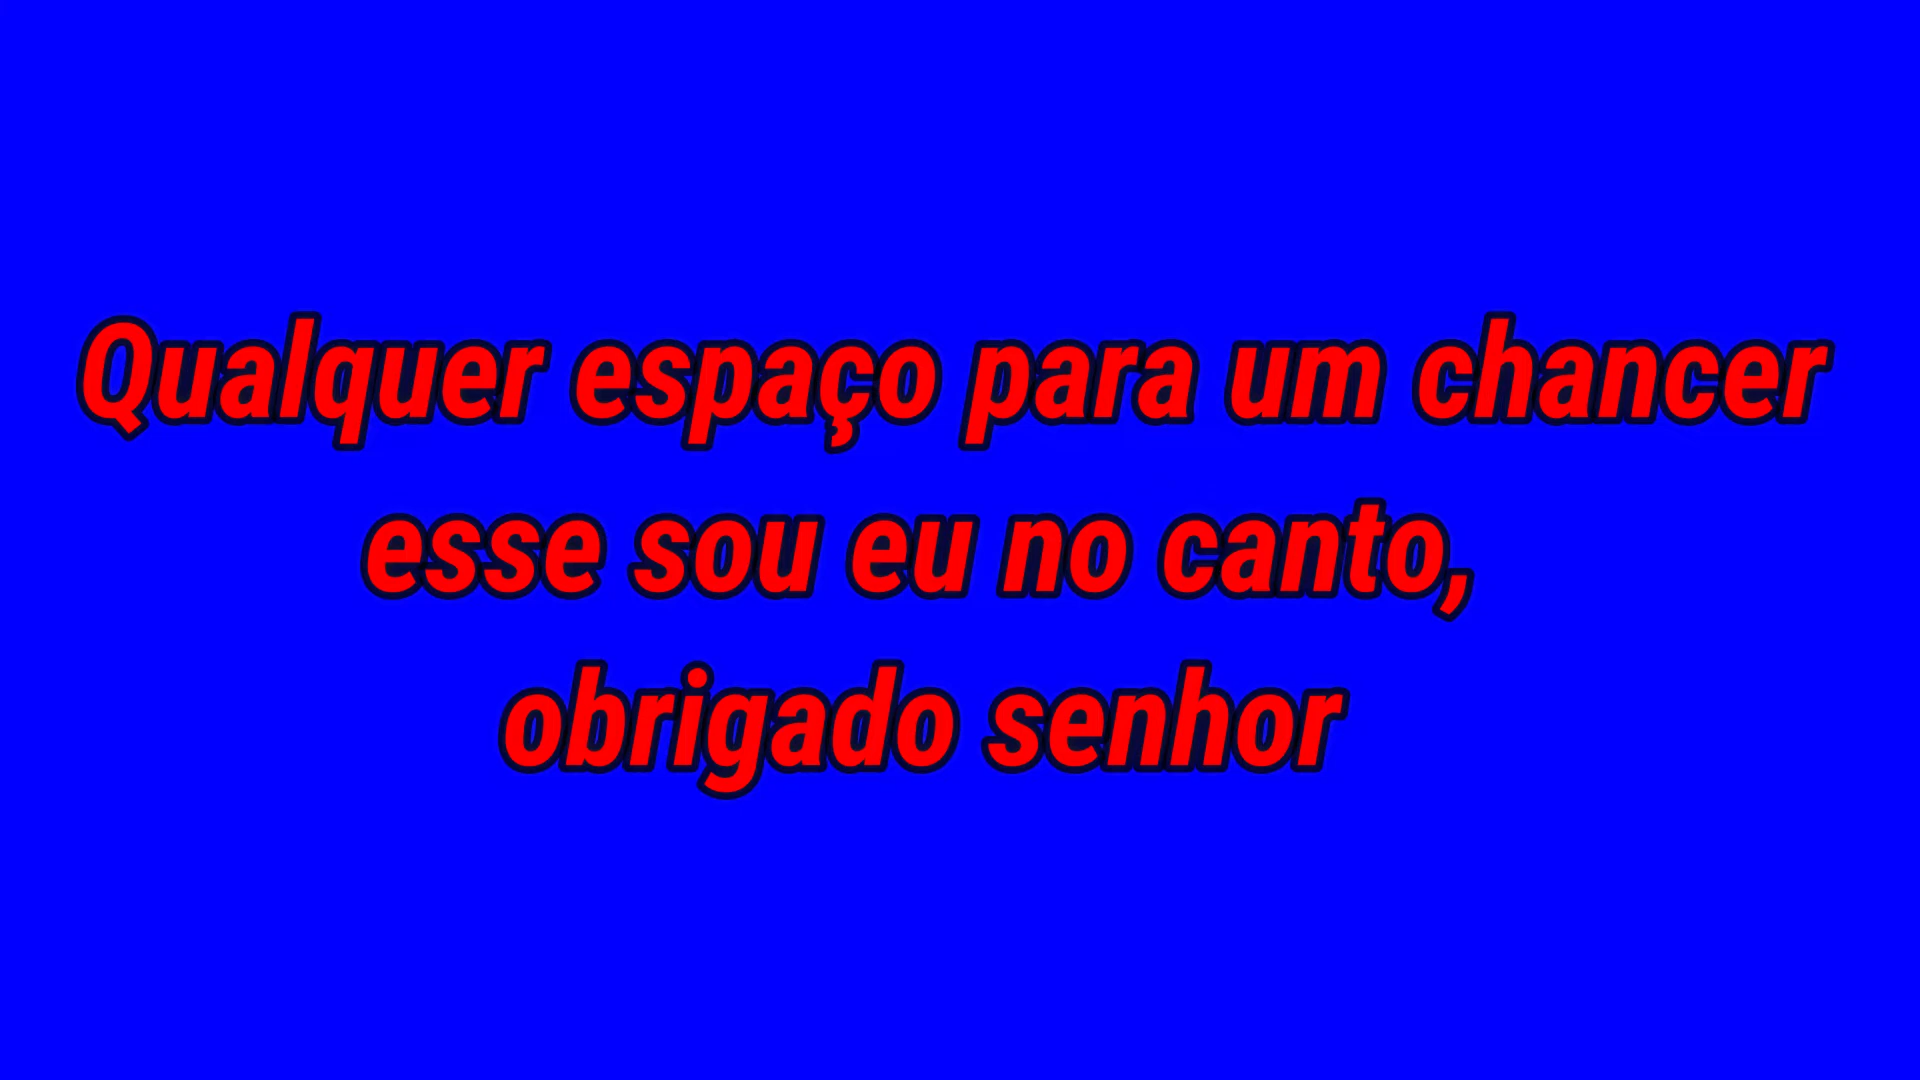 Qualquer espaço para um chancer
esse sou eu no canto,
obrigado senhor